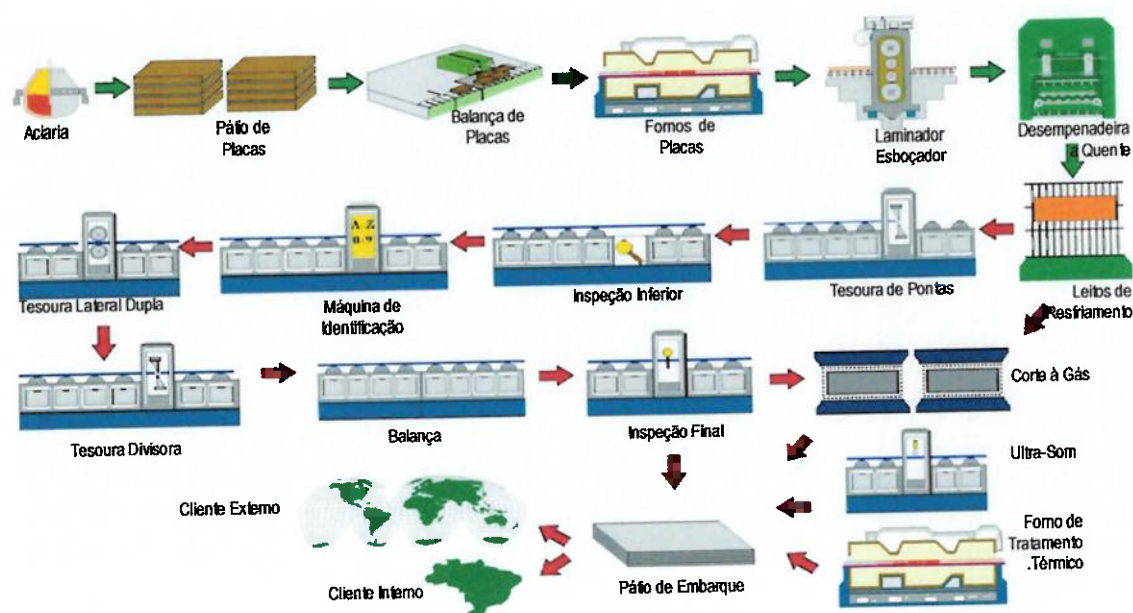 Aciaria
Pátio de
Placas
Balança de
Placas
Fornos de
Placas
Laminador
Esboçador
Desempenadeira
a Quente
Tesoura Lateral Dupla
A Z
0 9
Máquina de
Identificação
Inspeção Inferior
Tesoura de Pontas
Leitos de
Resfriamento
Tesoura Divisora
Balança
Inspeção Final
Corte à Gás
Ultra-Som
Cliente Externo
Cliente Interno
Pátio de Embarque
Forno de
Tratamento
.Térmico